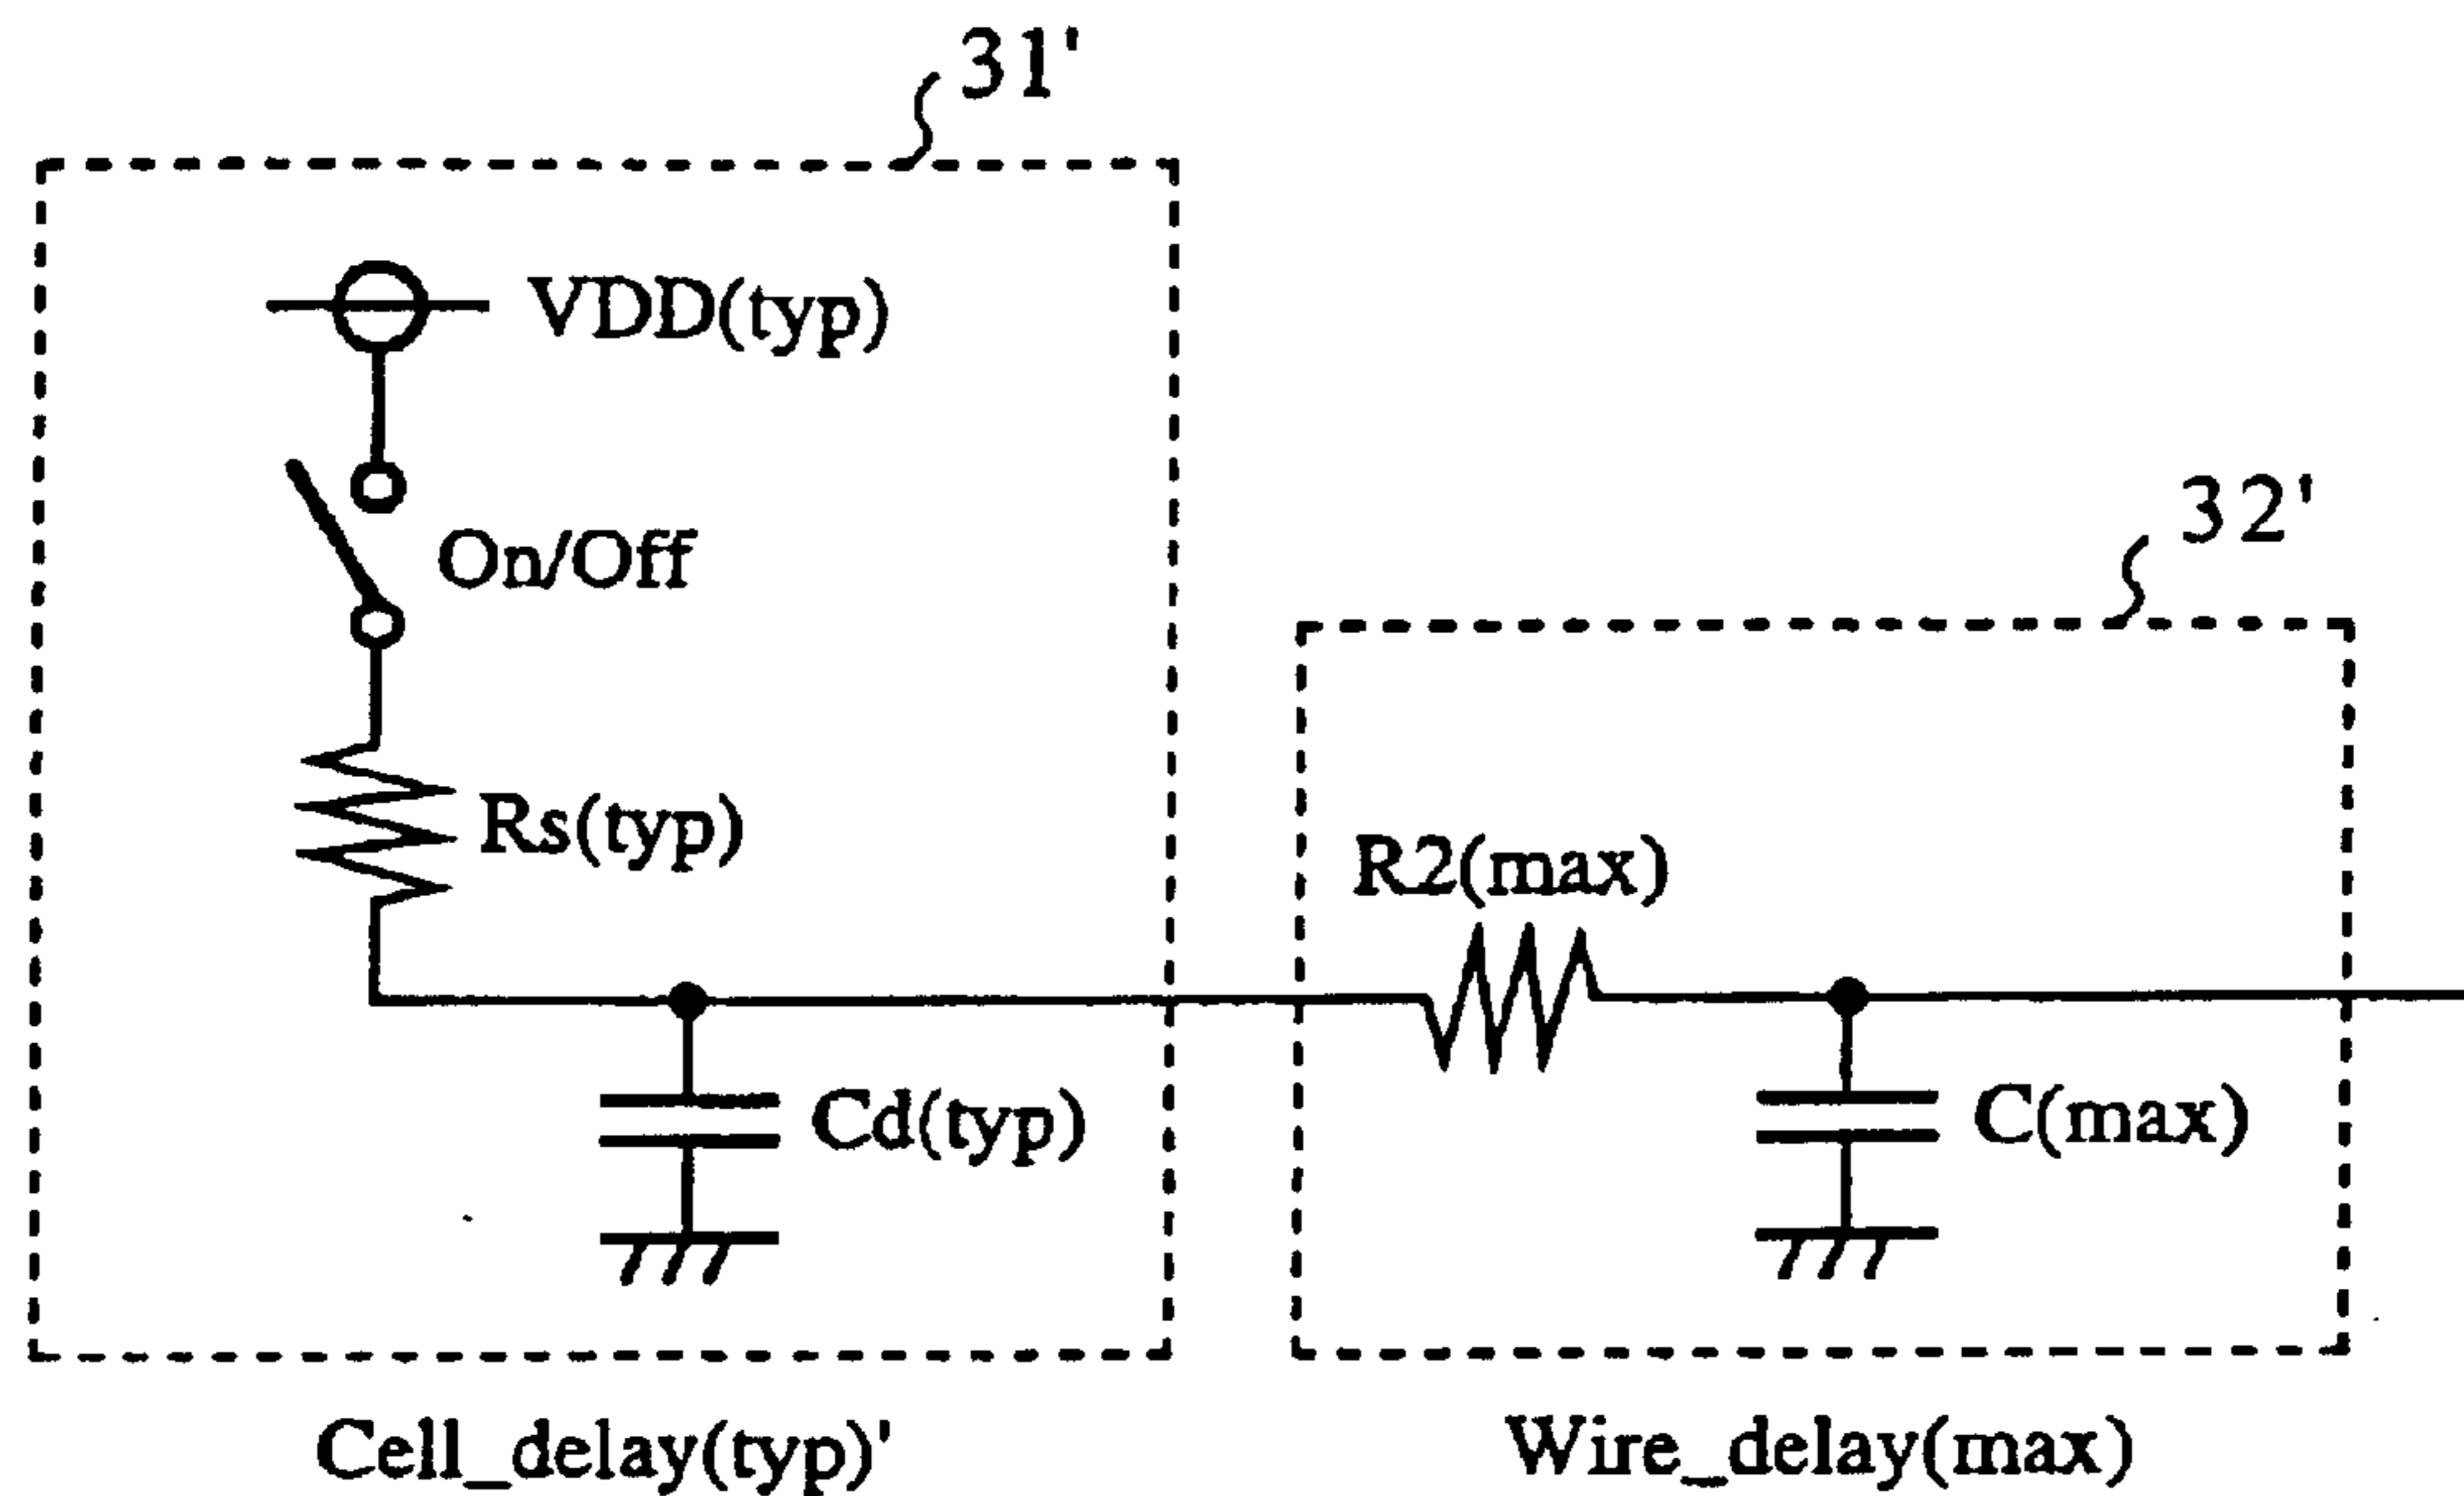 31'
VDD(typ)
On/Off
32'
Rs(typ)
R2(max)
Cd(typ)
C(max)
Cell_delay(typ)'
Wire_delay(max)